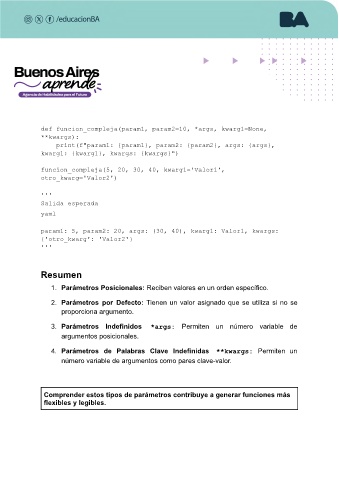 /educacionBA
BA
Buenos Aires
aprende
Agencia de Habilidades para el Futuro
def funcion_compleja(param1, param2=10, *args, kwarg1=None,
**kwargs):
print(f"param1: {param1}, param2: {param2}, args: {args},
kwarg1: {kwarg1}, kwargs: {kwargs}")
funcion_compleja(5, 20, 30, 40, kwarg1='Valor1',
otro_kwarg='Valor2')
'''
Salida esperada
yaml
param1: 5, param2: 20, args: (30, 40), kwarg1: Valor1, kwargs:
{'otro_kwarg': 'Valor2'}
'''
Resumen
1. Parámetros Posicionales: Reciben valores en un orden específico.
2. Parámetros por Defecto: Tienen un valor asignado que se utiliza si no se
proporciona argumento.
3. Parámetros Indefinidos *args: Permiten un número variable de
argumentos posicionales.
4. Parámetros de Palabras Clave Indefinidas **kwargs: Permiten un
número variable de argumentos como pares clave-valor.
Comprender estos tipos de parámetros contribuye a generar funciones más
flexibles y legibles.